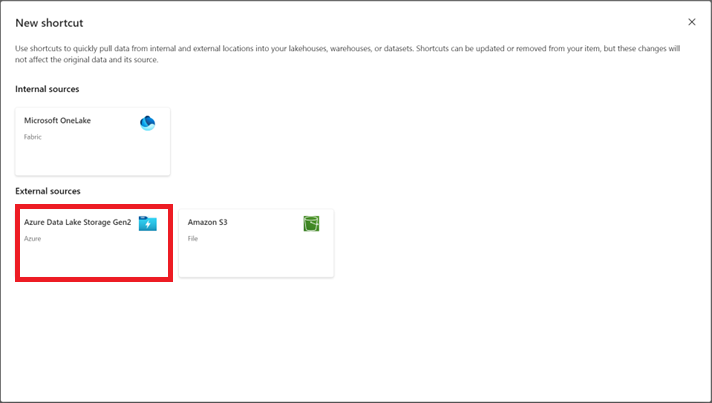 New shortcut
Use shortcuts to quickly pull data from internal and external locations into your lakehouses, warehouses, or datasets. Shortcuts can be updated or removed from your item, but these changes will
not affect the original data and its source.
Internal sources
Microsoft OneLake
Fabric
External sources
Azure Data Lake Storage Gen2
Azure
Amazon S3
File